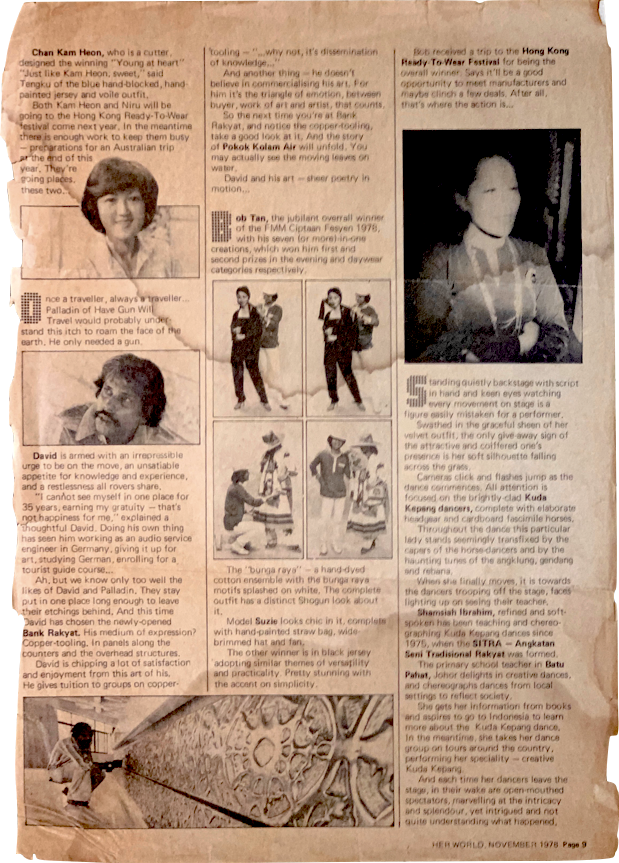 Chan Kam Heon, who is a cutter,
designed the winning "Young at heart"
"Just like Kam Heon, sweet," said
Tengku of the blue hand-blocked, hand-
painted jersey and voile outfit.
Both Kam Heon and Niru will be
going to the Hong Kong Ready-To-Wear
festival come next year. In the meantime
there is enough work to keep them busy
— preparations for an Australian trip
at the end of this
year. They're
going places,
these two...
Once a traveller, always a traveller...
Palladin of Have Gun Will
Travel would probably under-
stand this itch to roam the face of the
earth. He only needed a gun.
David is armed with an irrepressible
urge to be on the move, an unsatiable
appetite for knowledge and experience,
and a restlessness all rovers share.
"I cannot see myself in one place for
35 years, earning my gratuity — that's
not happiness for me," explained a
thoughtful David. Doing his own thing
has seen him working as an audio service
engineer in Germany, giving it up for
art, studying German, enrolling for a
tourist guide course...
Ah, but we know only too well the
likes of David and Palladin. They stay
put in one place long enough to leave
their etchings behind. And this time
David has chosen the newly-opened
Bank Rakyat. His medium of expression?
Copper-tooling, in panels along the
counters and the overhead structures.
David is chipping a lot of satisfaction
and enjoyment from this art of his.
He gives tuition to groups on copper-
tooling — "...why not, it's dissemination
of knowledge..."
And another thing — he doesn't
believe in commercialising his art. For
him it's the triangle of emotion, between
buyer, work of art and artist, that counts.
So the next time you're at Bank
Rakyat, and notice the copper-tooling,
take a good look at it. And the story
of Pokok Kolam Air will unfold. You
may actually see the moving leaves on
water.
David and his art — sheer poetry in
motion...
Bob Tan, the jubilant overall winner
of the FMM Ciptaan Fesyen 1978,
with his seven (or more)-in-one
creations, which won him first and
second prizes in the evening and daywear
categories respectively.
The "bunga raya" — a hand-dyed
cotton ensemble with the bunga raya
motifs splashed on white. The complete
outfit has a distinct Shogun look about
it.
Model Suzie looks chic in it, complete
with hand-painted straw bag, wide-
brimmed hat and fan.
The other winner is in black jersey
adopting similar themes of versatility
and practicality. Pretty stunning with
the accent on simplicity.
Bob received a trip to the Hong Kong
Ready-To-Wear Festival for being the
overall winner. Says it'll be a good
opportunity to meet manufacturers and
maybe clinch a few deals. After all,
that's where the action is...
Standing quietly backstage with script
in hand and keen eyes watching
every movement on stage is a
figure easily mistaken for a performer.
Swathed in the graceful sheen of her
velvet outfit, the only give away sign of
the attractive and coiffered one's
presence is her soft silhouette falling
across the grass.
Cameras click and flashes jump as the
dance commences. All attention is
focused on the brightly clad Kuda
Kepang dancers, complete with elaborate
headgear and cardboard facsimile horses.
Throughout the dance this particular
lady stands seemingly transfixed by the
capers of the horse-dancers and by the
haunting tunes of the angklung, gendang
and rebana.
When she finally moves, it is towards
the dancers trooping off the stage, faces
lighting up on seeing their teacher.
Shamsiah Ibrahim, refined and soft-
spoken has been teaching and choreo-
graphing Kuda Kepang dances since
1975, when the SITRA — Angkatan
Seni Tradisional Rakyat was formed.
The primary school teacher in Batu
Pahat, Johor delights in creative dances,
and choreographs dances from local
settings to reflect society.
She gets her information from books
and aspires to go to Indonesia to learn
more about the Kuda Kepang dance.
In the meantime, she takes her dance
group on tours around the country,
performing her speciality — creative
Kuda Kepang.
And each time her dancers leave the
stage, in their wake are open-mouthed
spectators, marvelling at the intricacy
and splendour, yet intrigued and not
quite understanding what happened.
HER WORLD, NOVEMBER 1978 Page 9